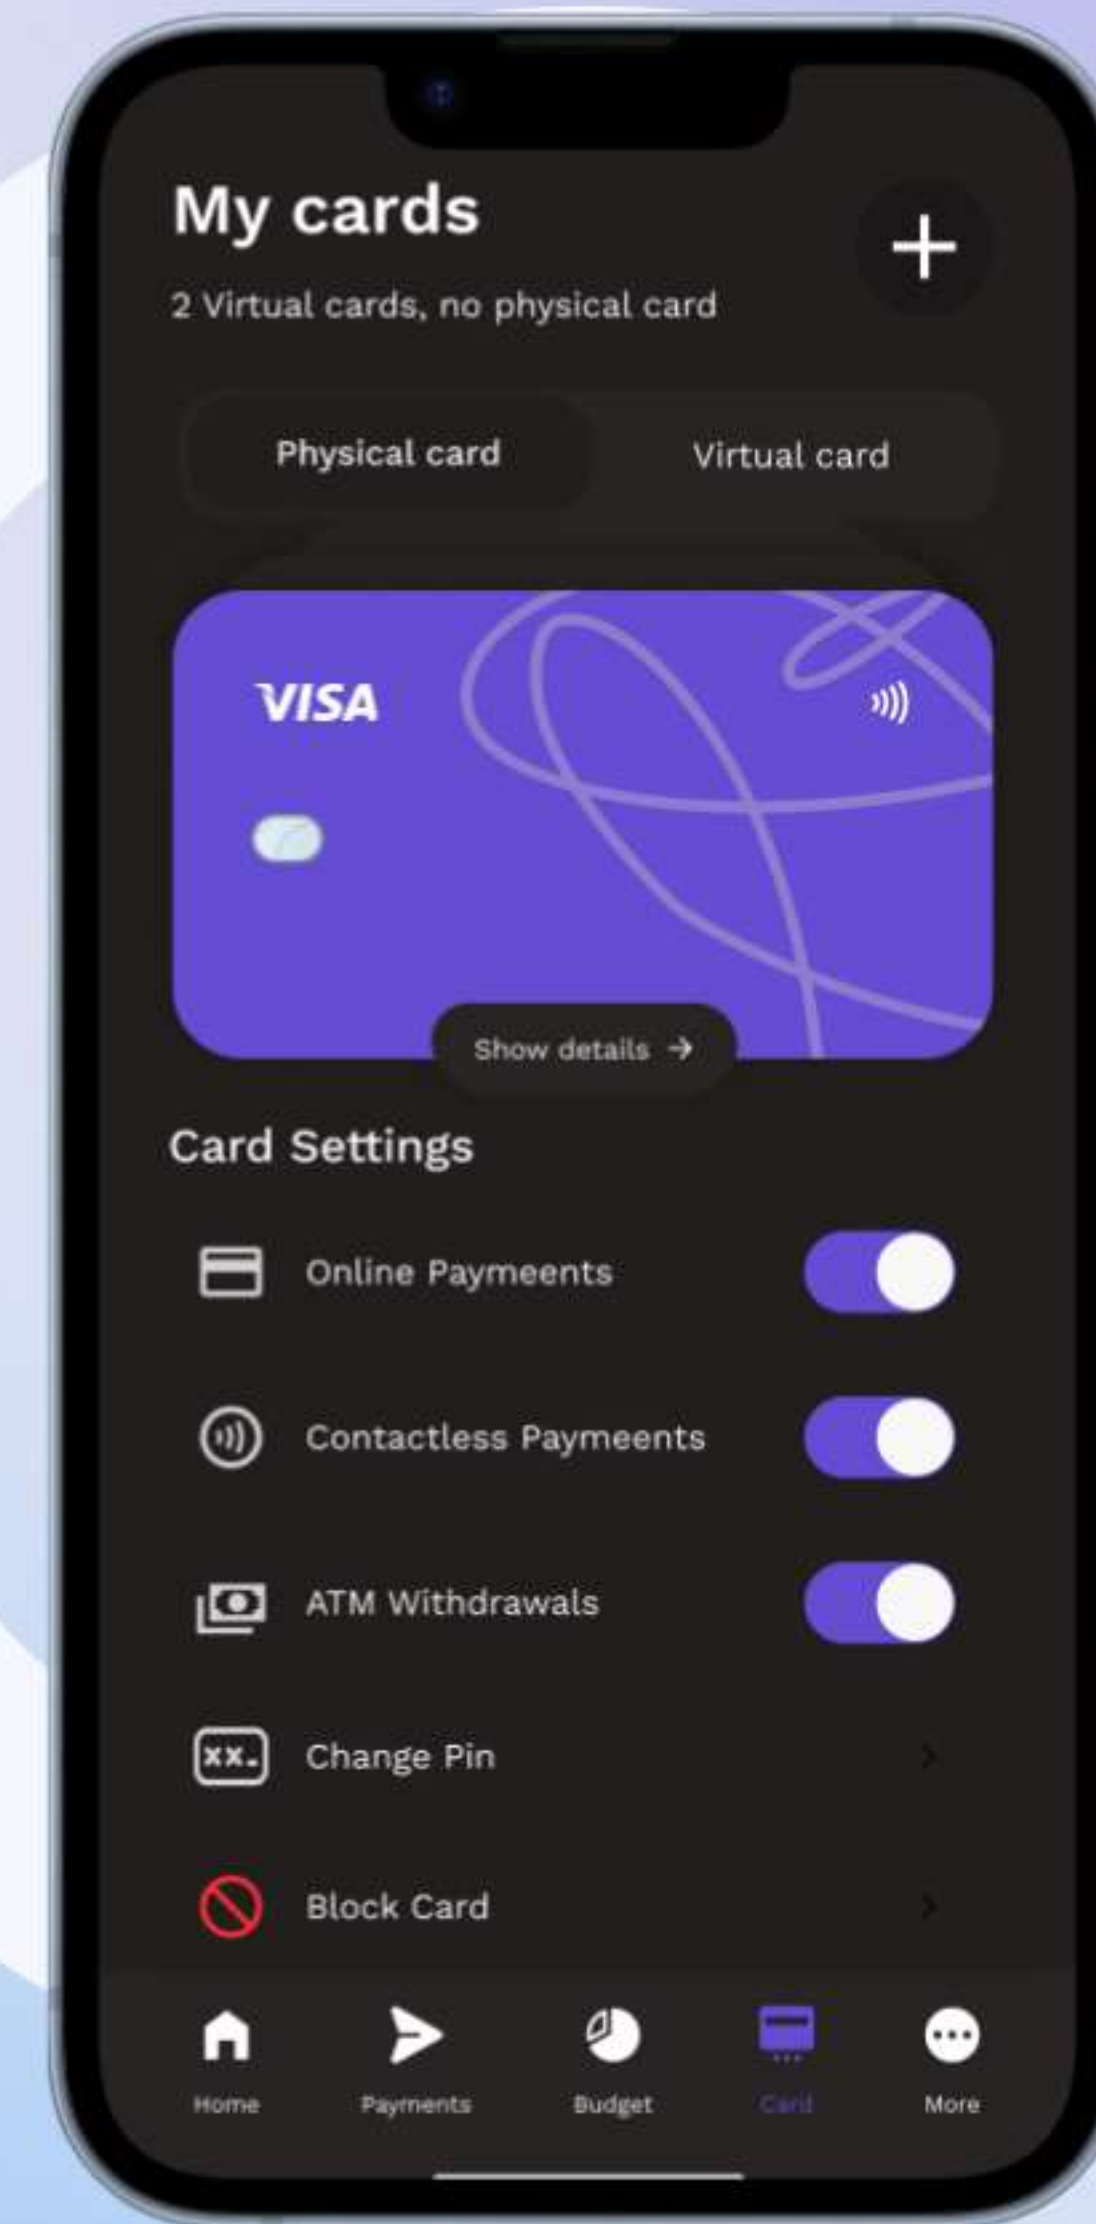 My cards
2 Virtual cards, no physical card
Physical card
Virtual card
VISA
Show details →
Card Settings
Online Paymeents
Contactless Paymeents
ATM Withdrawals
xx-
Change Pin
Block Card
Home
Payments
Budget
Card
More